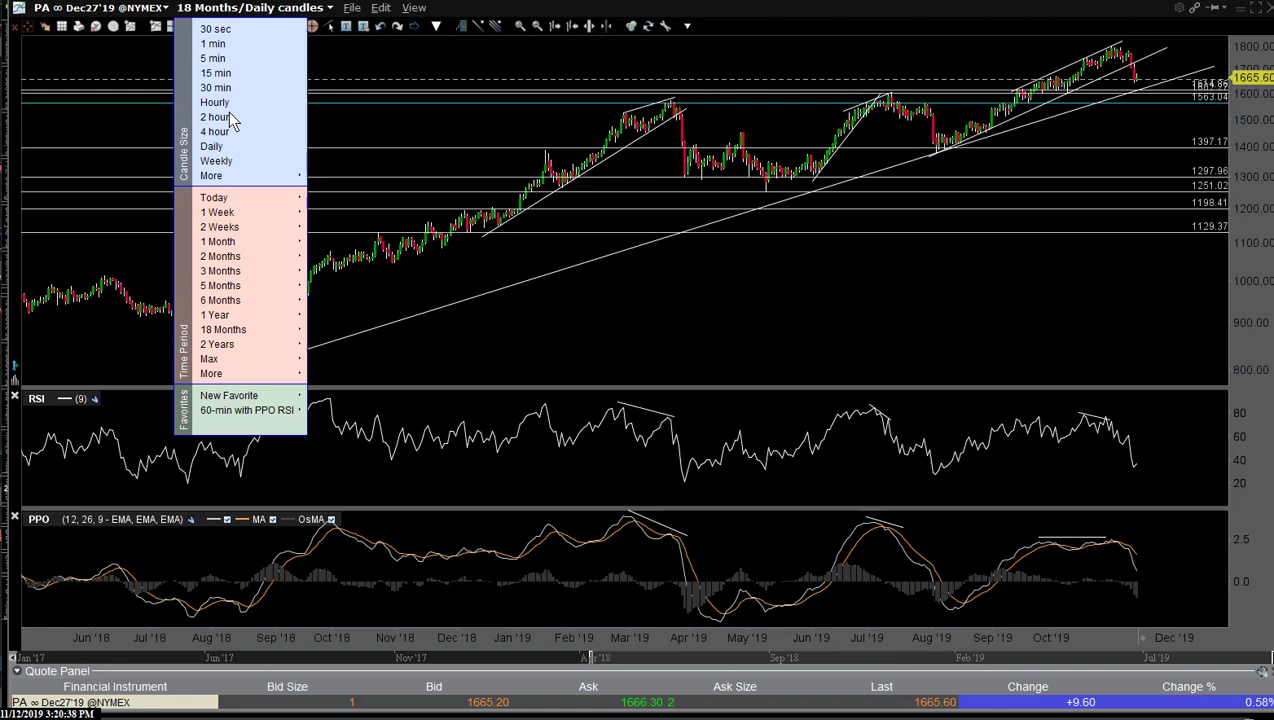 PA ∞ Dec27'19 @NYMEX 18 Months/Daily candles File Edit View
30 sec
1 min
5 min
15 min
30 min
Hourly
2 hour
4 hour
Daily
Weekly
More
Candle Size
Today
1 Week
2 Weeks
1 Month
2 Months
3 Months
5 Months
6 Months
1 Year
18 Months
2 Years
Max
More
Time Period
New Favorite
60-min with PPO RSI
Favorites
1800.00
1665.60
1600.00
1500.00
1400.00
1300.00
1200.00
1100.00
1000.00
900.00
800.00
1563.04
1397.17
1297.96
1251.02
1198.41
1129.37
RSI (9)
80
60
40
20
PPO (12, 26, 9 - EMA, EMA, EMA) MA OsMA
2.5
0.0
Jun '18 Jul '18 Aug '18 Sep '18 Oct '18 Nov '18 Dec '18 Jan '19 Feb '19 Mar '19 Apr '19 May '19 Jun '19 Jul '19 Aug '19 Sep '19 Oct '19 Dec '19
Jan '17 Jun'17 Nov'17 Apr'18 Sep'18 Feb'19 Jul'19
Quote Panel
Financial Instrument Bid Size Bid Ask Ask Size Last Change Change %
PA ∞ Dec27'19 @NYMEX 1 1665.20 1666.30 2 1665.60 +9.60 0.58%
11/12/2019 3:20:38 PM